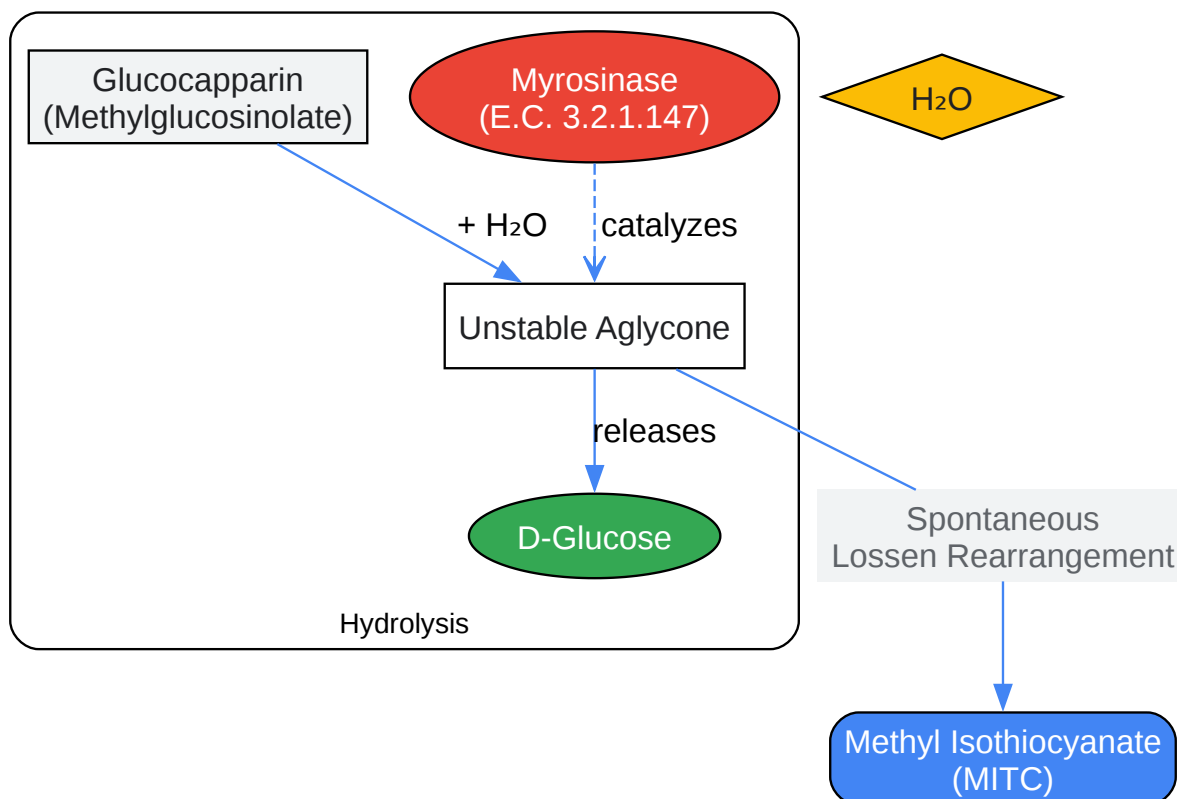 Glucocapparin
(Methylglucosinolate)
Myrosinase
(E.C. 3.2.1.147)
H₂O
+ H₂O
catalyzes
Unstable Aglycone
releases
Spontaneous
Lossen Rearrangement
D-Glucose
Hydrolysis
Methyl Isothiocyanate
(MITC)